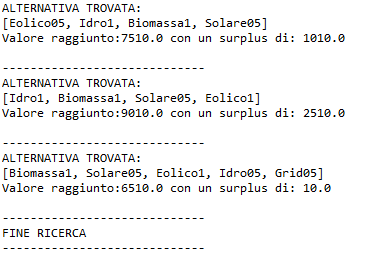 ALTERNATIVA TROVATA:
[Eolico05, Idro1, Biomassa1, Solare05]
Valore raggiunto:7510.0 con un surplus di: 1010.0
----------------------------
ALTERNATIVA TROVATA:
[Idro1, Biomassa1, Solare05, Eolico1]
Valore raggiunto:9010.0 con un surplus di: 2510.0
----------------------------
ALTERNATIVA TROVATA:
[Biomassa1, Solare05, Eolico1, Idro05, Grid05]
Valore raggiunto:6510.0 con un surplus di: 10.0
----------------------------
FINE RICERCA
----------------------------